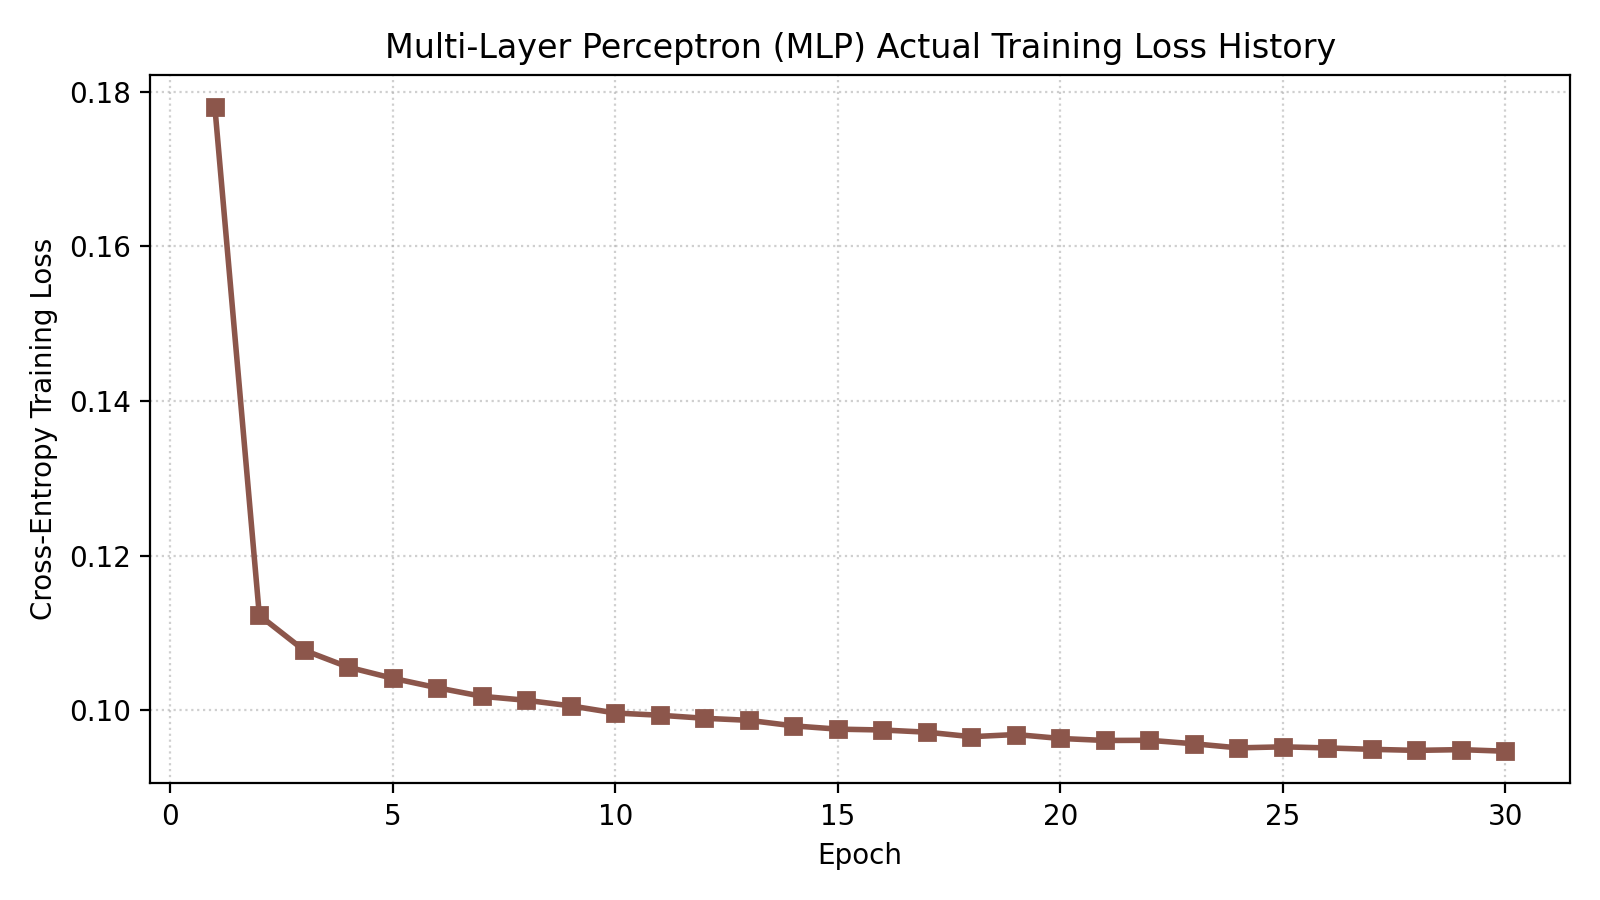 Multi-Layer Perceptron (MLP) Actual Training Loss History
Cross-Entropy Training Loss
0.18
0.16
0.14
0.12
0.10
0 5 10 15 20 25 30
Epoch